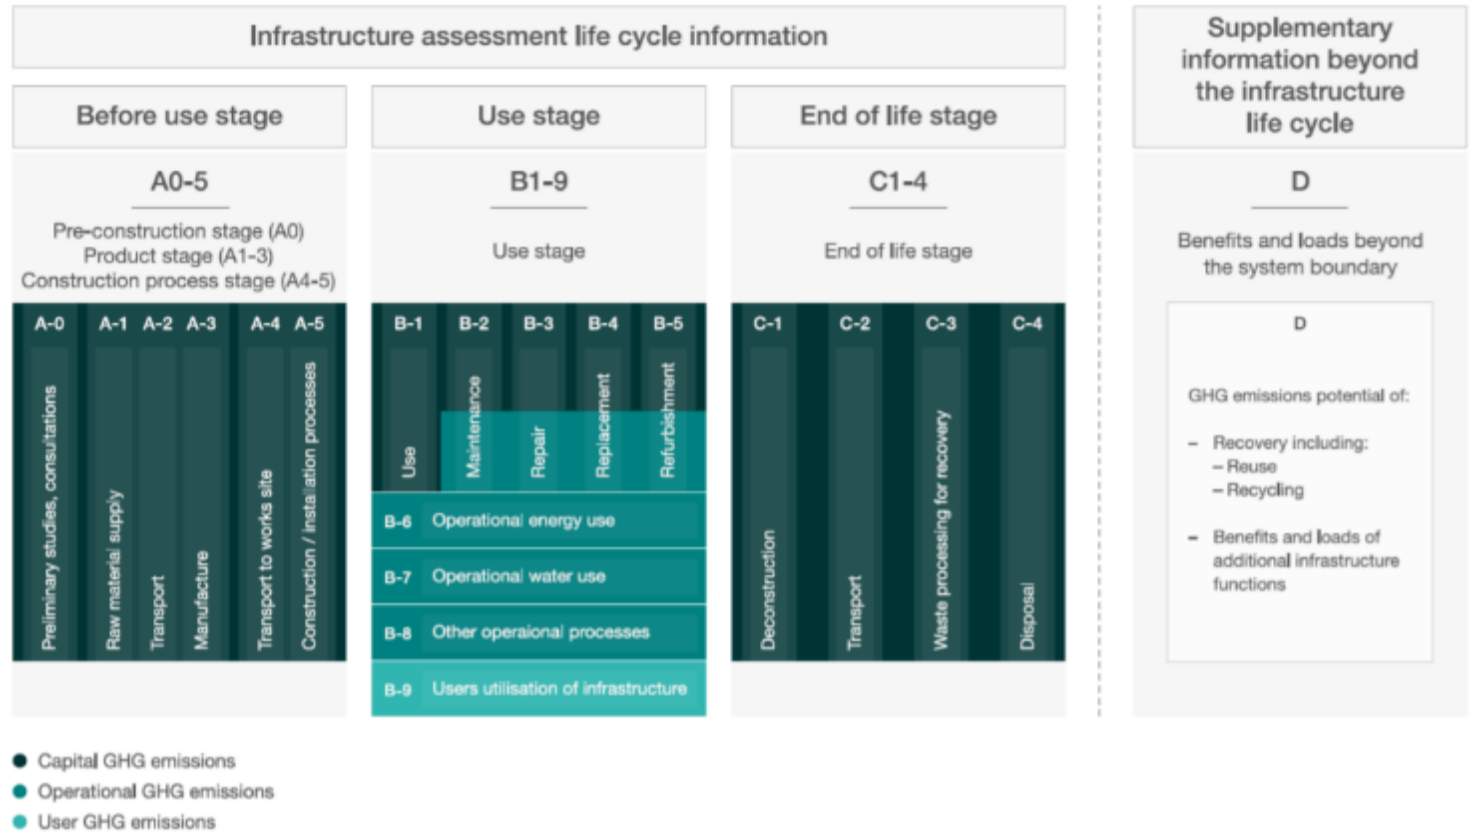 Infrastructure assessment life cycle information
Supplementary
information beyond
the infrastructure
life cycle
Before use stage
Use stage
End of life stage
A0-5
Pre-construction stage (A0)
Product stage (A1-3)
Construction process stage (A4-5)
B1-9
Use stage
C1-4
End of life stage
D
Benefits and loads beyond
the system boundary
A-0
A-1
A-2
A-3
A-4
A-5
Preliminary studies, consultations
Raw material supply
Transport
Manufacture
Transport to works site
Construction / installation processes
B-1
B-2
B-3
B-4
B-5
Use
Maintenance
Repair
Replacement
Refurbishment
B-6 Operational energy use
B-7 Operational water use
B-8 Other operaional processes
B-9 Users utilisation of infrastructure
C-1
C-2
C-3
C-4
Deconstruction
Transport
Waste processing for recovery
Disposal
D
GHG emissions potential of:
– Recovery including:
– Reuse
– Recycling
– Benefits and loads of
additional infrastructure
functions
Capital GHG emissions
Operational GHG emissions
User GHG emissions